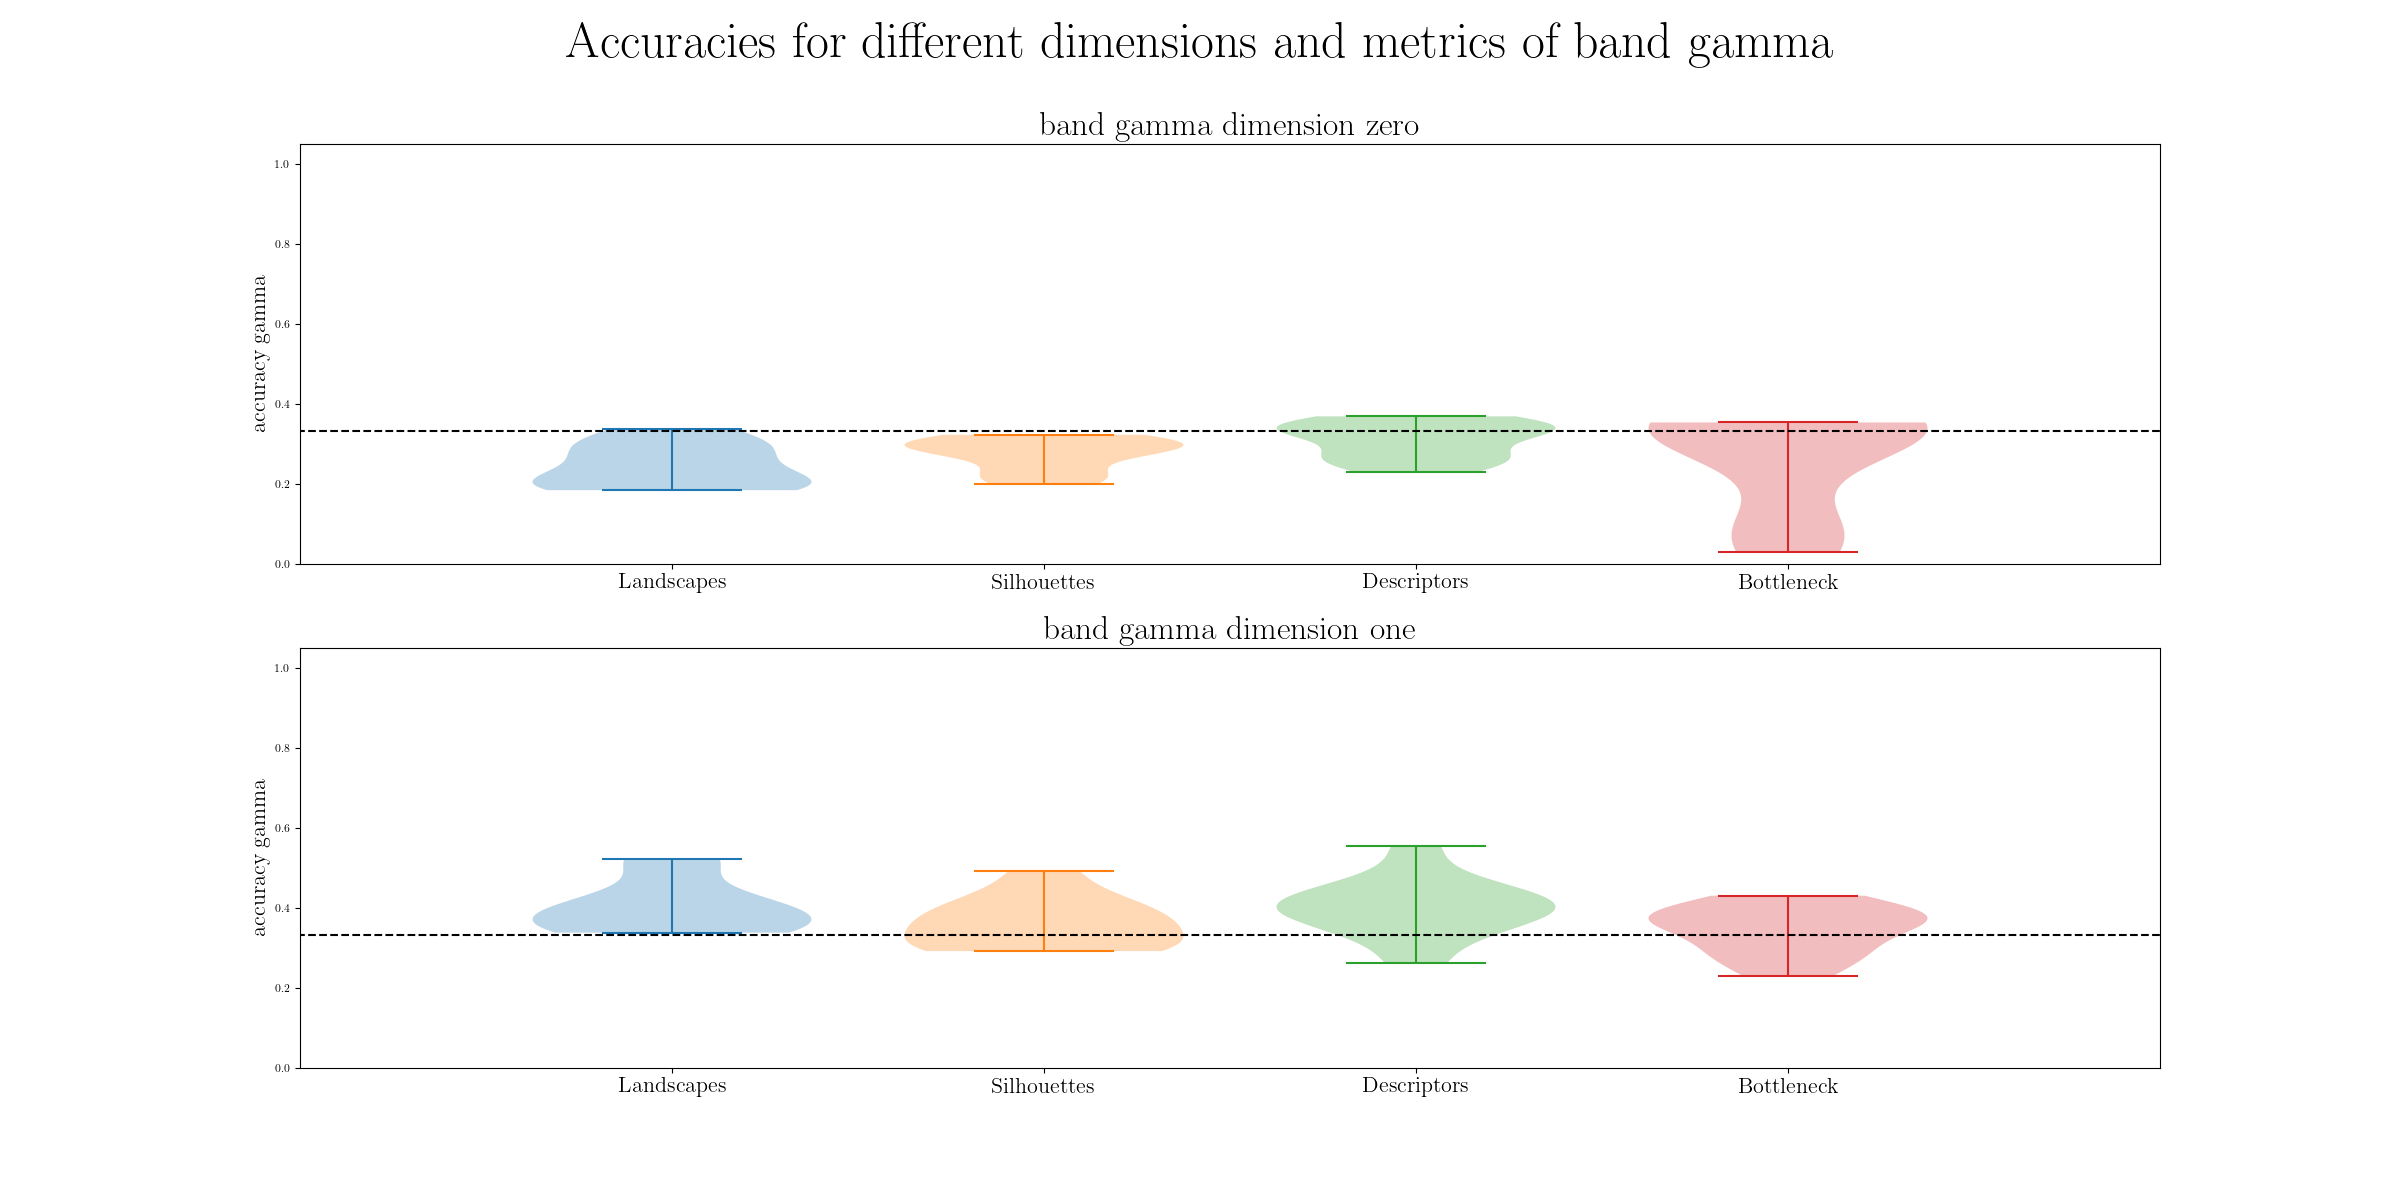 Accuracies for different dimensions and metrics of band gamma
band gamma dimension zero
1.0
0.8
0.6
0.4
0.2
0.0
accuracy gamma
Landscapes Silhouettes Descriptors Bottleneck
band gamma dimension one
1.0
0.8
0.6
0.4
0.2
0.0
accuracy gamma
Landscapes Silhouettes Descriptors Bottleneck